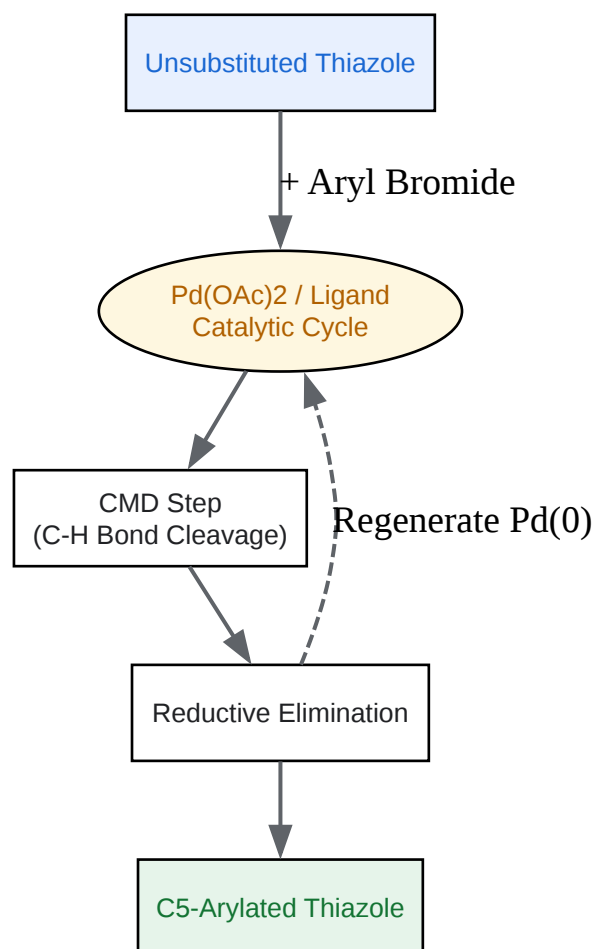 Unsubstituted Thiazole
+ Aryl Bromide
Pd(OAc)2 / Ligand
Catalytic Cycle
CMD Step
(C-H Bond Cleavage)
Regenerate Pd(0)
Reductive Elimination
C5-Arylated Thiazole